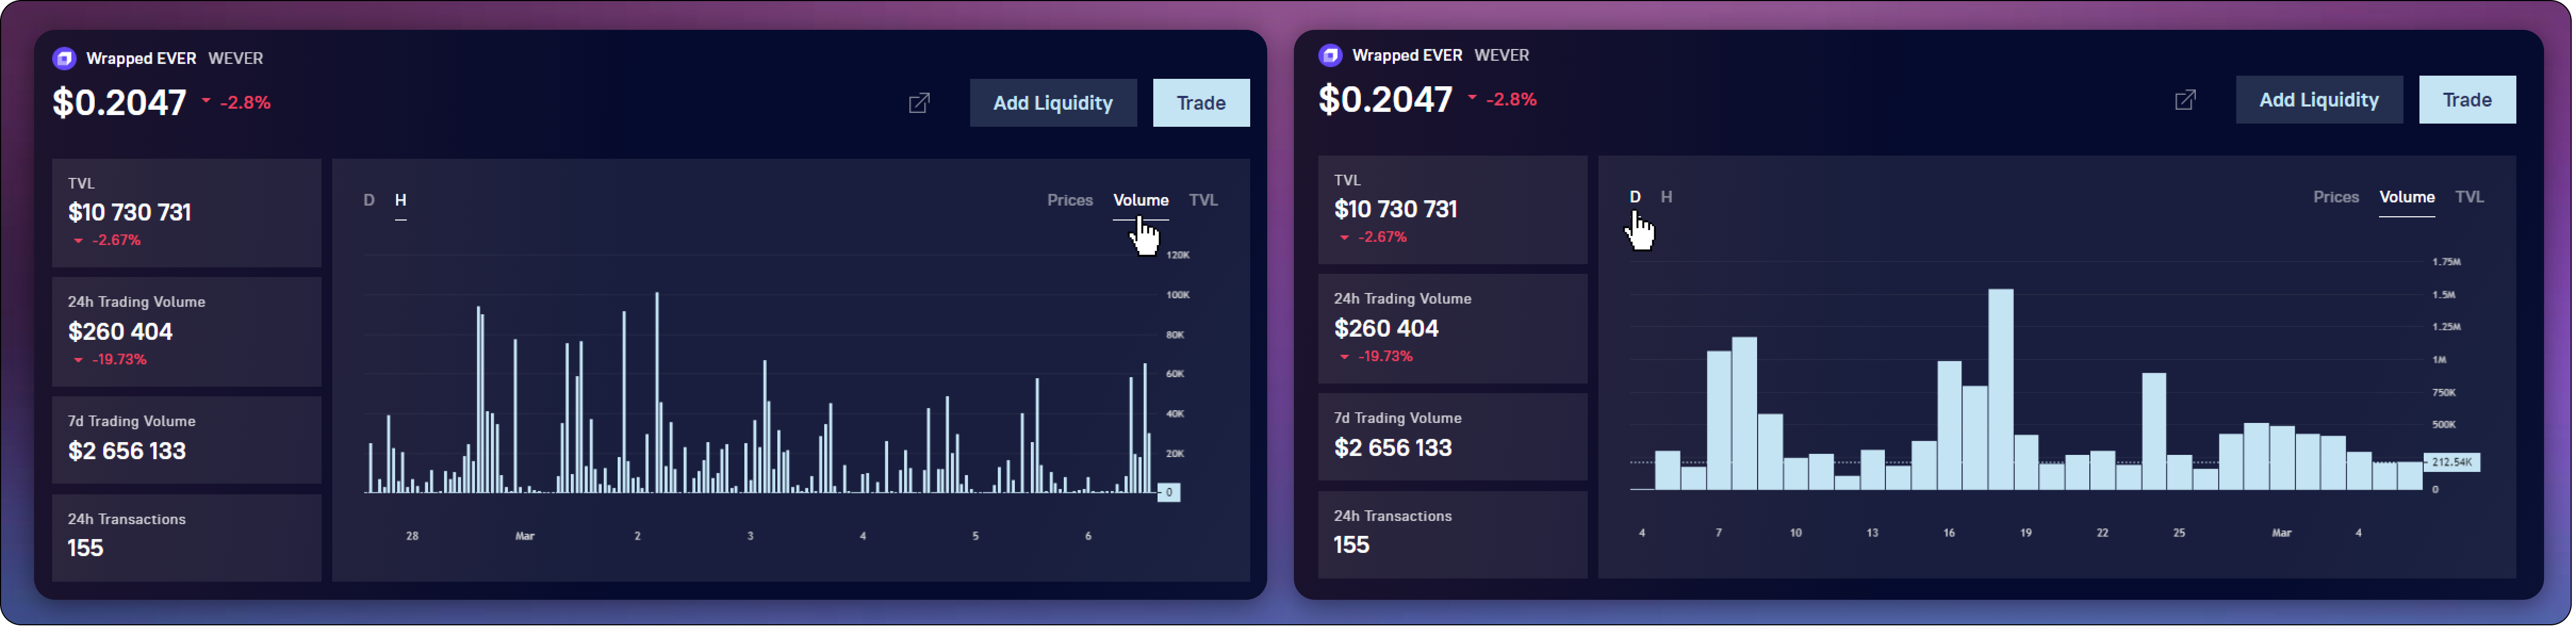 Wrapped EVER WEVER
$0.2047 -2.8%
Add Liquidity
Trade
TVL
$10 730 731
-2.67%
24h Trading Volume
$260 404
-19.73%
7d Trading Volume
$2 656 133
24h Transactions
155
D H
Prices Volume TVL
120K
100K
80K
60K
40K
20K
0
28 Mar 2 3 4 5 6
Wrapped EVER WEVER
$0.2047 -2.8%
Add Liquidity
Trade
TVL
$10 730 731
-2.67%
24h Trading Volume
$260 404
-19.73%
7d Trading Volume
$2 656 133
24h Transactions
155
D H
Prices Volume TVL
1.75M
1.5M
1.25M
1M
750K
500K
212.54K
0
4 7 10 13 16 19 22 25 Mar 4